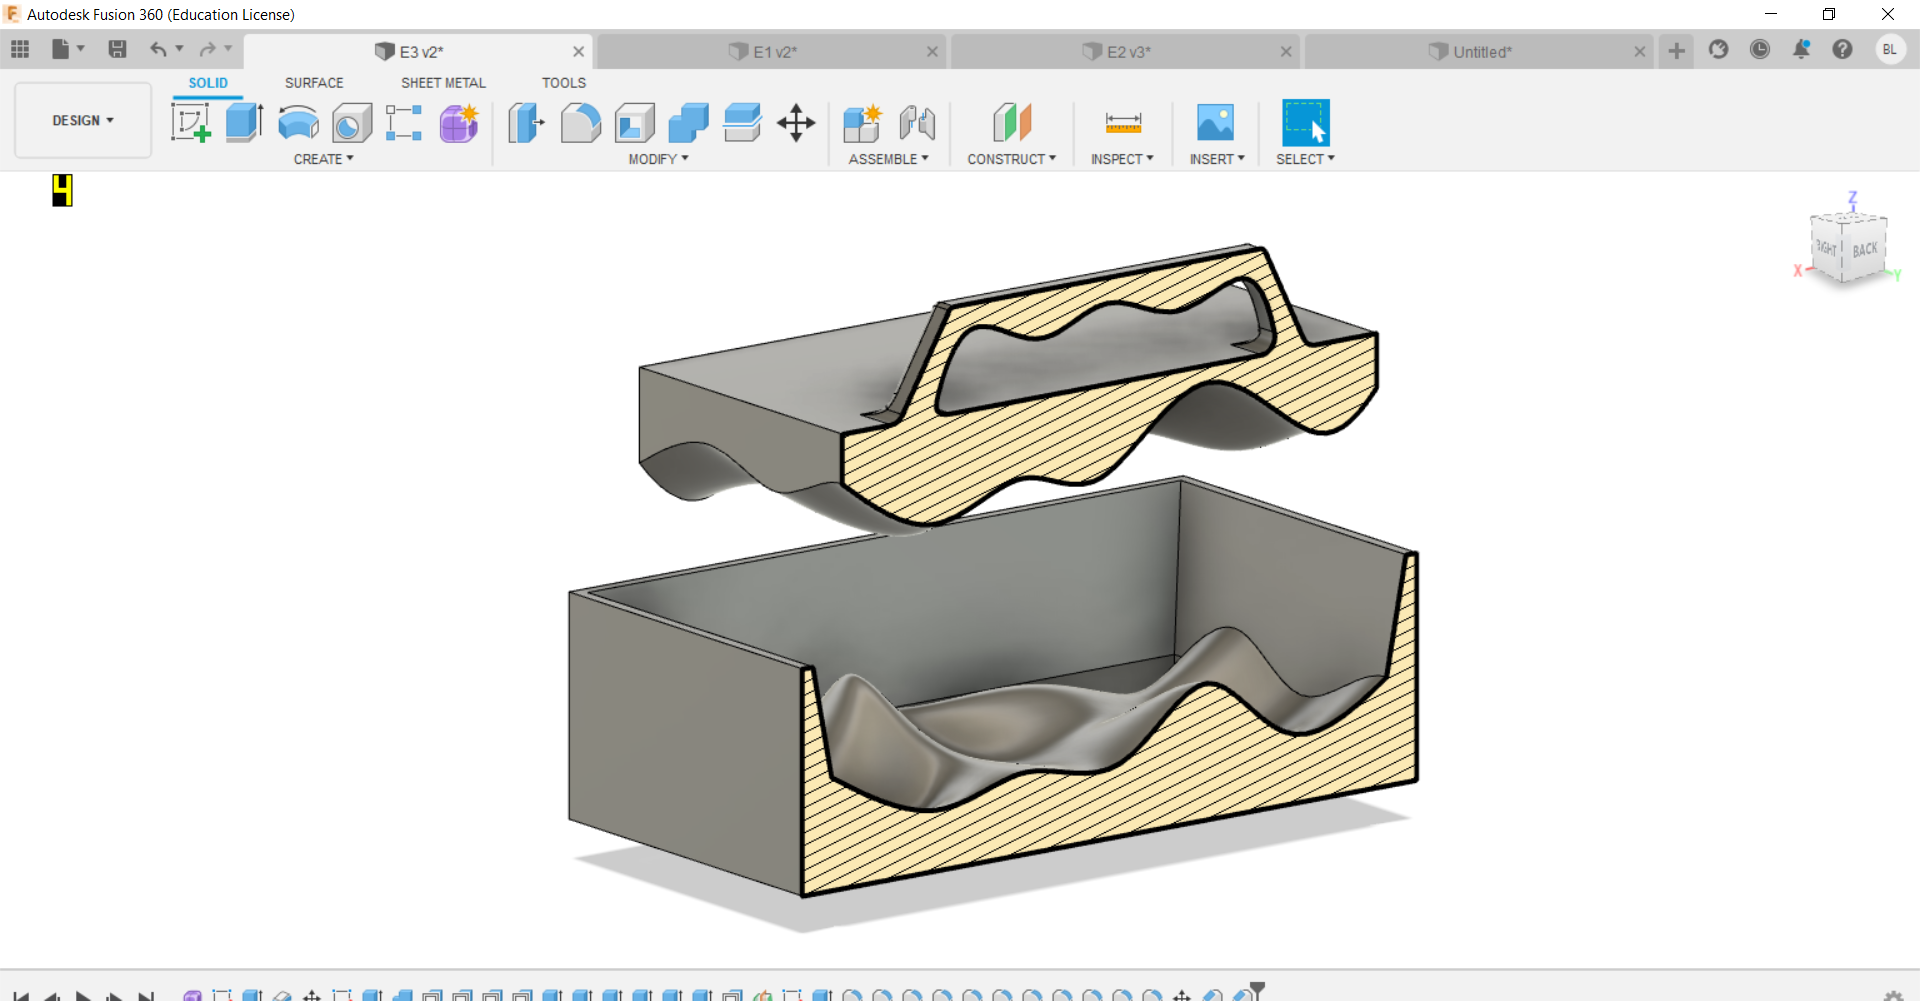 Autodesk Fusion 360 (Education License)
E3 v2*
E1 v2*
E2 v3*
Untitled*
BL
SOLID
SURFACE
SHEET METAL
TOOLS
DESIGN
CREATE
MODIFY
ASSEMBLE
CONSTRUCT
INSPECT
INSERT
SELECT
4
Z
RIGHT
BACK
X
Y